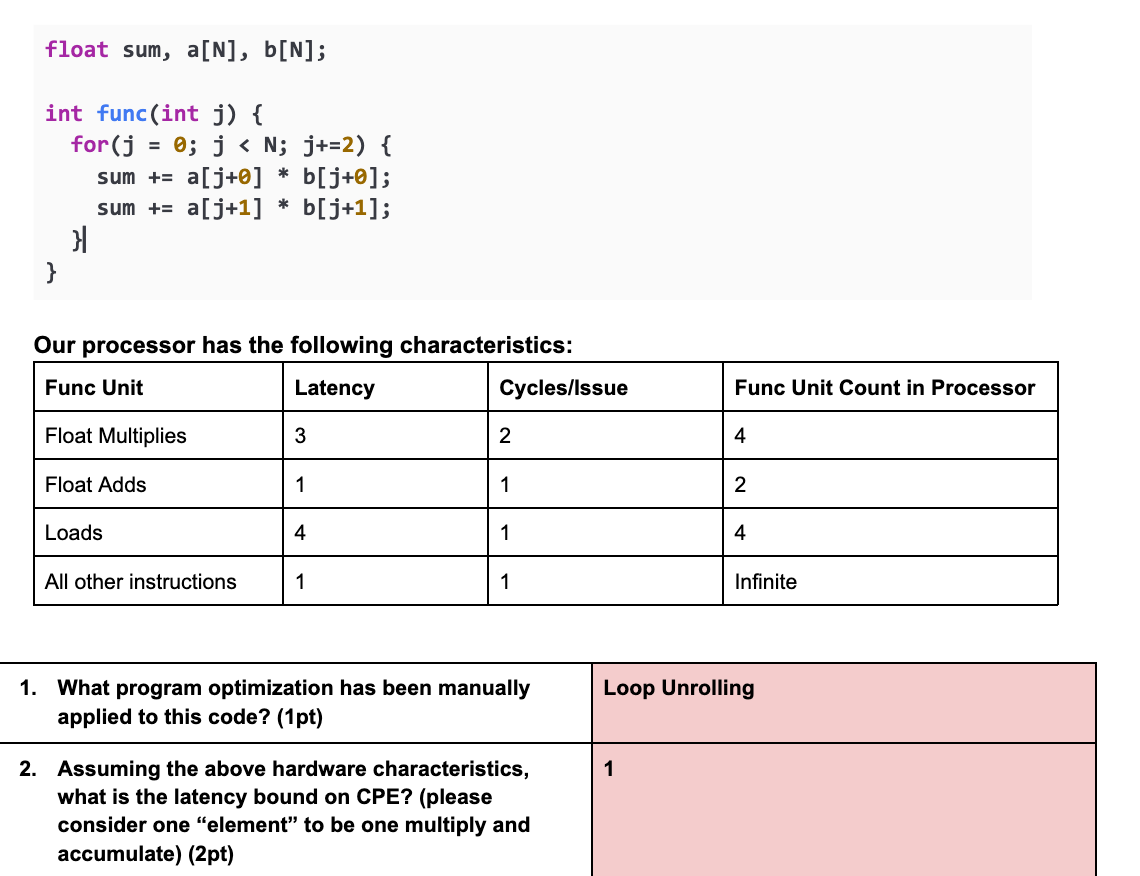 float sum, a[N], b[N];
int func(int j) {
for(j = 0; j < N; j+=2) {
sum += a[j+0] * b[j+0];
sum += a[j+1] * b[j+1];
}
}
Our processor has the following characteristics:
Func Unit Latency Cycles/Issue Func Unit Count in Processor
Float Multiplies 3 2 4
Float Adds 1 1 2
Loads 4 1 4
All other instructions 1 1 Infinite
1. What program optimization has been manually Loop Unrolling
applied to this code? (1pt)
2. Assuming the above hardware characteristics, 1
what is the latency bound on CPE? (please
consider one “element” to be one multiply and
accumulate) (2pt)